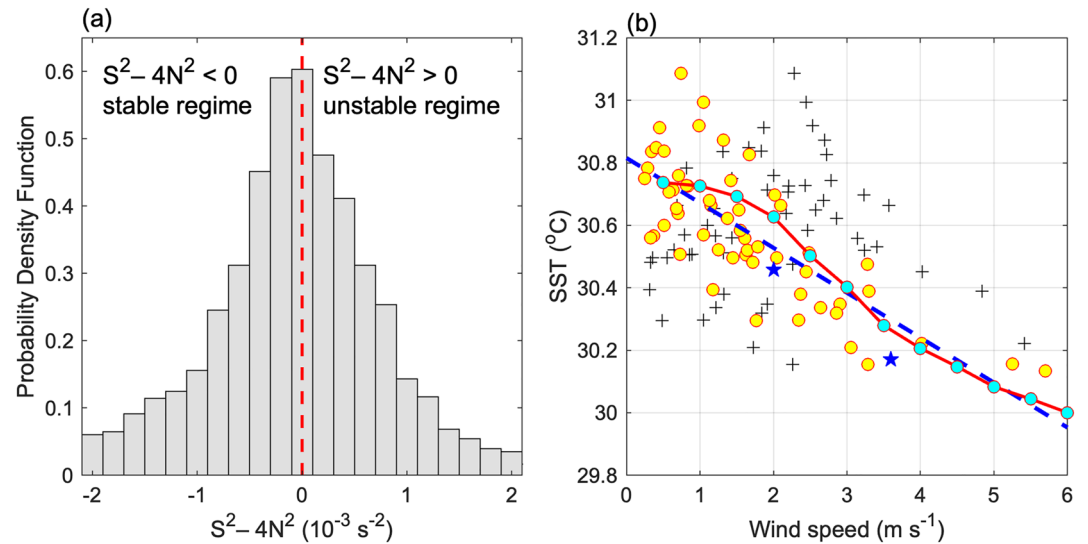 (a)
S²– 4N² < 0
stable regime
S²– 4N² > 0
unstable regime
Probability Density Function
0.6
0.5
0.4
0.3
0.2
0.1
0
-2
-1
0
1
2
S²– 4N² (10⁻³ s⁻²)
(b)
SST (°C)
31.2
31
30.8
30.6
30.4
30.2
30
29.8
0
1
2
3
4
5
6
Wind speed (m s⁻¹)